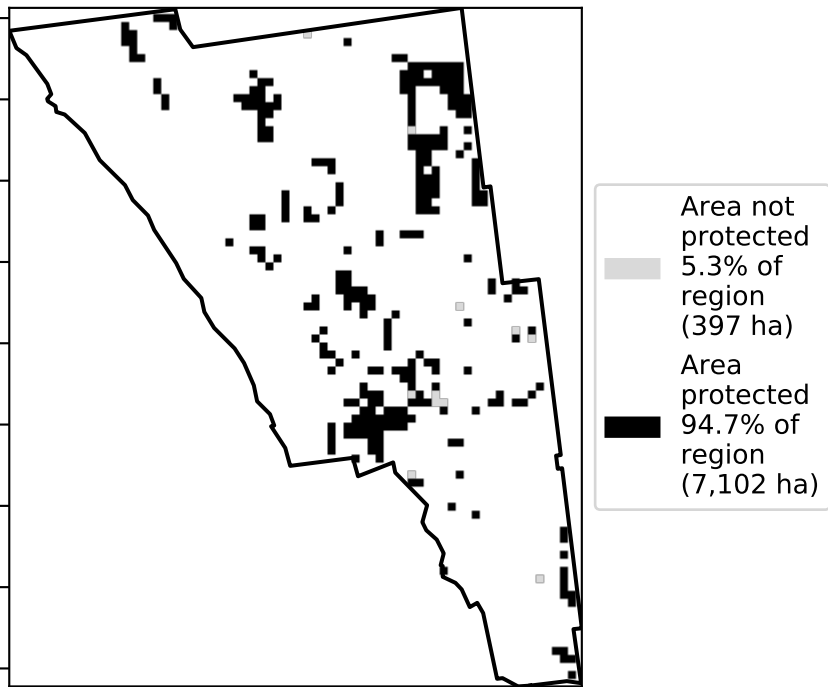 Area not
protected
5.3% of
region
(397 ha)
Area
protected
94.7% of
region
(7,102 ha)